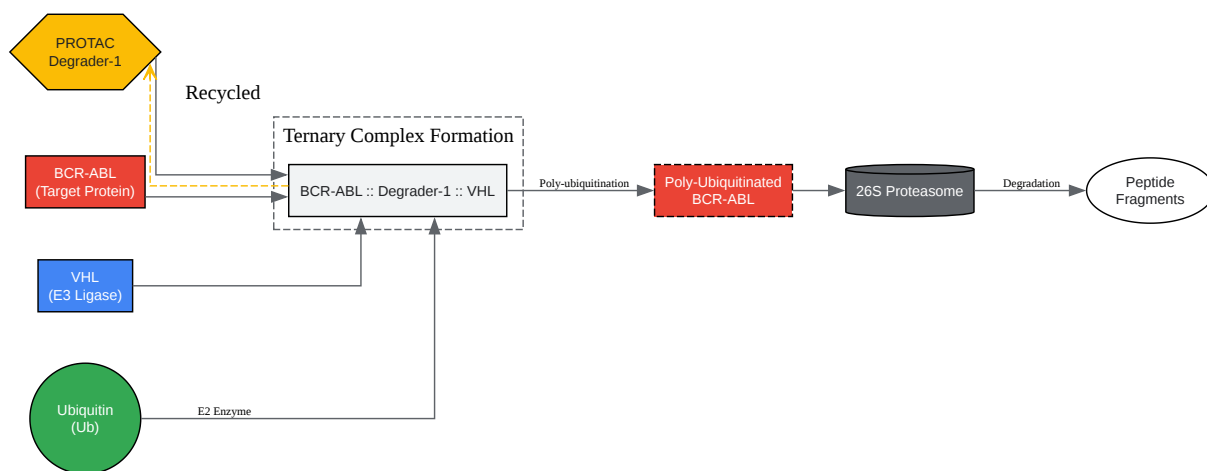 PROTAC
Degrader-1
Recycled
Ternary Complex Formation
BCR-ABL
(Target Protein)
BCR-ABL :: Degrader-1 :: VHL
Poly-ubiquitination
Poly-Ubiquitinated
BCR-ABL
26S Proteasome
Degradation
Peptide
Fragments
VHL
(E3 Ligase)
Ubiquitin
(Ub)
E2 Enzyme